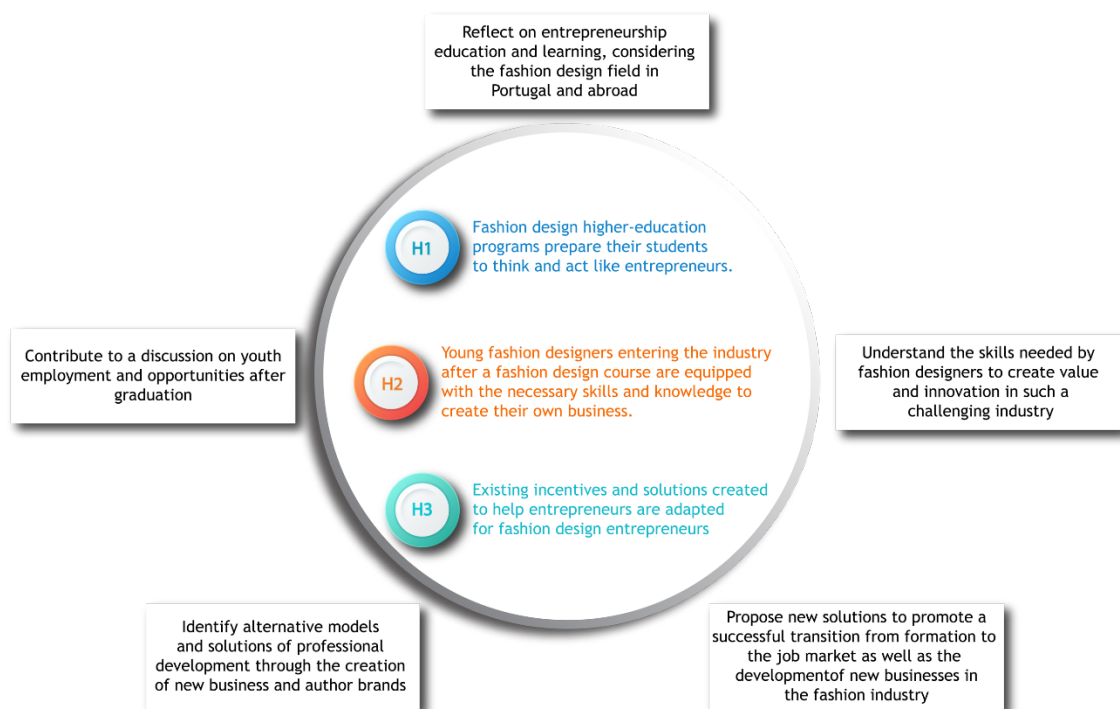 Reflect on entrepreneurship
education and learning, considering
the fashion design field in
Portugal and abroad
H1
Fashion design higher-education
programs prepare their students
to think and act like entrepreneurs.
Contribute to a discussion on youth
employment and opportunities after
graduation
H2
Young fashion designers entering the industry
after a fashion design course are equipped
with the necessary skills and knowledge to
create their own business.
Understand the skills needed by
fashion designers to create value
and innovation in such a
challenging industry
H3
Existing incentives and solutions created
to help entrepreneurs are adapted
for fashion design entrepreneurs
Identify alternative models
and solutions of professional
development through the creation
of new business and author brands
Propose new solutions to promote a
successful transition from formation to
the job market as well as the
developmentof new businesses in
the fashion industry